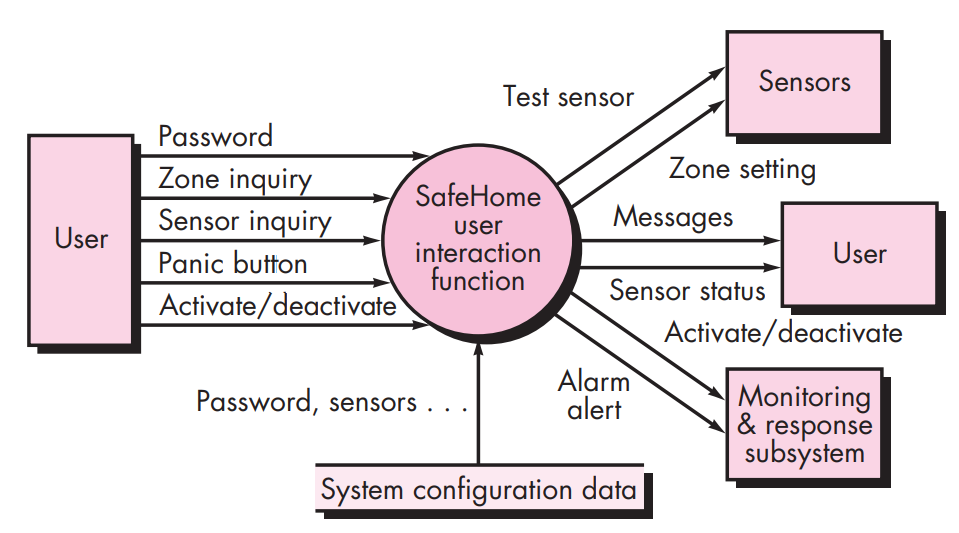 User
Password
Zone inquiry
Sensor inquiry
Panic button
Activate/deactivate
SafeHome
user
interaction
function
Password, sensors . . .
System configuration data
Test sensor
Zone setting
Sensors
Messages
Sensor status
User
Activate/deactivate
Alarm
alert
Monitoring
& response
subsystem